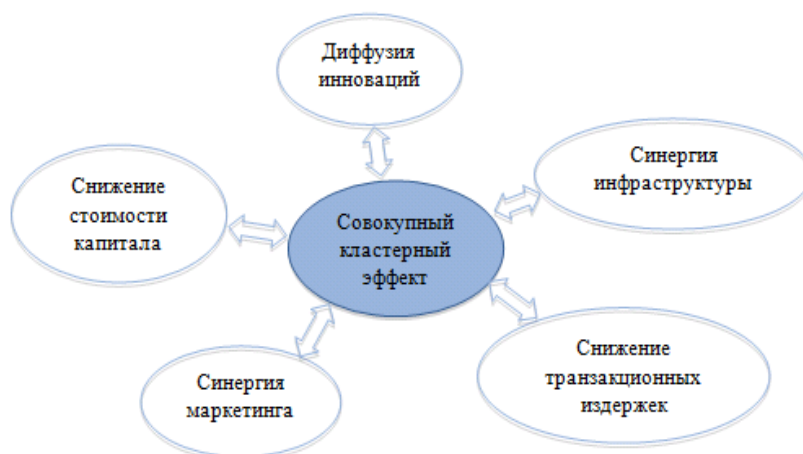 Диффузия
инноваций
Синергия
инфраструктуры
Снижение
стоимости
капитала
Совокупный
кластерный
эффект
Снижение
транзакционных
издержек
Синергия
маркетинга